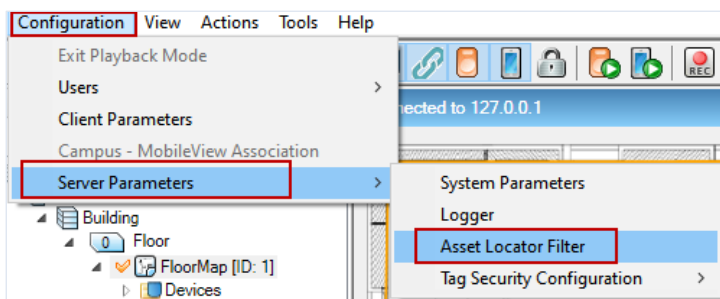 Configuration View Actions Tools Help
Exit Playback Mode
Users
Client Parameters
Campus - MobileView Association
Server Parameters
REC
nected to 127.0.0.1
System Parameters
Logger
Asset Locator Filter
Tag Security Configuration
Building
0 Floor
FloorMap [ID: 1]
Devices